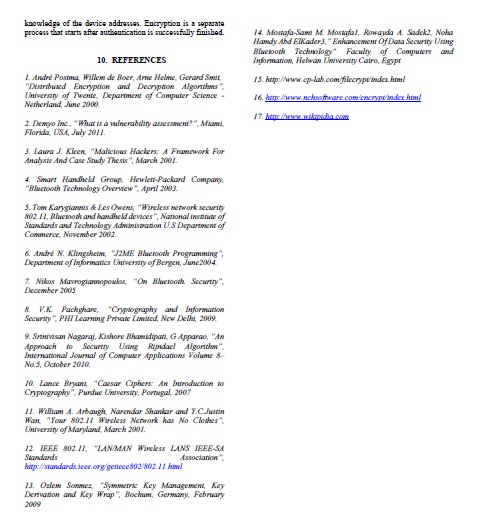 knowledge of the device addresses. Encryption is a separate
process that starts after authentication is successfully finished.
10. REFERENCES
1. André Postma, Willem de Boer, Arne Helme, Gerard Smit,
"Distributed Encryption and Decryption Algorithms",
University of Twente, Department of Computer Science -
Netherland, June 2000.
2. Demyo Inc., "What is a vulnerability assessment?", Miami,
Florida, USA, July 2011.
3. Laura J. Kleen, "Malicious Hackers: A Framework For
Analysis And Case Study Thesis", March 2001.
4. Smart Handheld Group, Hewlett-Packard Company,
"Bluetooth Technology Overview", April 2003.
5. Tom Karygiannis & Les Owens, "Wireless network security
802.11, Bluetooth and handheld devices", National institute of
Standards and Technology Administration U.S Department of
Commerce, November 2002.
6. André N. Klingsheim, "J2ME Bluetooth Programming",
Department of Informatics University of Bergen, June2004.
7. Nikos Mavrogiannopoulos, "On Bluetooth. Security",
December 2005
8. V.K. Pachghare, "Cryptography and Information
Security", PHI Learning Private Limited, New Delhi, 2009.
9. Srinivisan Nagaraj, Kishore Bhamidipati, G Apparao, "An
Approach to Security Using Rijndael Algorithm",
International Journal of Computer Applications Volume 8–
No.5, October 2010.
10. Lance Bryant, "Caesar Ciphers: An Introduction to
Cryptography", Purdue University, Portugal, 2007
11. William A. Arbaugh, Narendar Shankar and Y.C.Justin
Wan, "Your 802.11 Wireless Network has No Clothes",
University of Maryland, March 2001.
12. IEEE 802.11, "LAN/MAN Wireless LANS IEEE-SA
Standards Association",
http://standards.ieee.org/getieee802/802.11.html
13. Ozlem Sonmez, "Symmetric Key Management, Key
Derivation and Key Wrap", Bochum, Germany, February
2009
14. Mostafa-Sami M. Mostafa1, Rowayda A. Sadek2, Noha
Hamdy Abd ElKader3," Enhancement Of Data Security Using
Bluetooth Technology" Faculty of Computers and
Information, Helwan University Cairo, Egypt
15. http://www.cp-lab.com/filecrypt/index.html
16. http://www.nchsoftware.com/encrypt/index.html
17. http://www.wikipidia.com